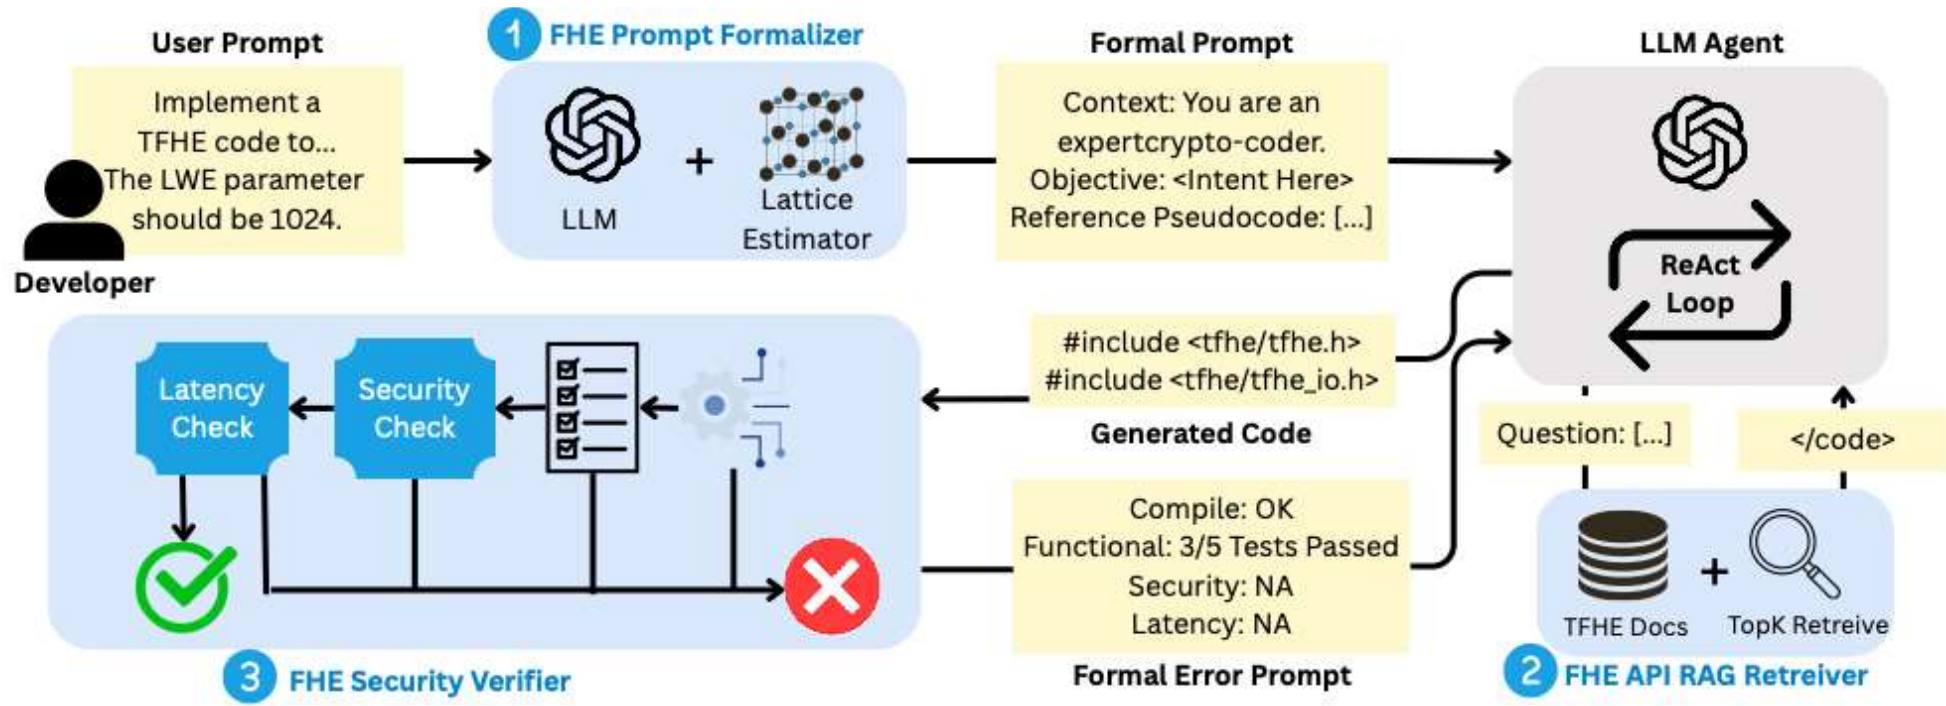 User Prompt
Implement a
TFHE code to...
The LWE parameter
should be 1024.
Developer
1 FHE Prompt Formalizer
LLM
+
Lattice
Estimator
Formal Prompt
Context: You are an
expertcrypto-coder.
Objective: <Intent Here>
Reference Pseudocode: [...]
LLM Agent
ReAct
Loop
Question: [...]
</code>
TFHE Docs
+
TopK Retreive
2 FHE API RAG Retreiver
#include <tfhe/tfhe.h>
#include <tfhe/tfhe_io.h>
Generated Code
Latency
Check
Security
Check
3 FHE Security Verifier
Compile: OK
Functional: 3/5 Tests Passed
Security: NA
Latency: NA
Formal Error Prompt